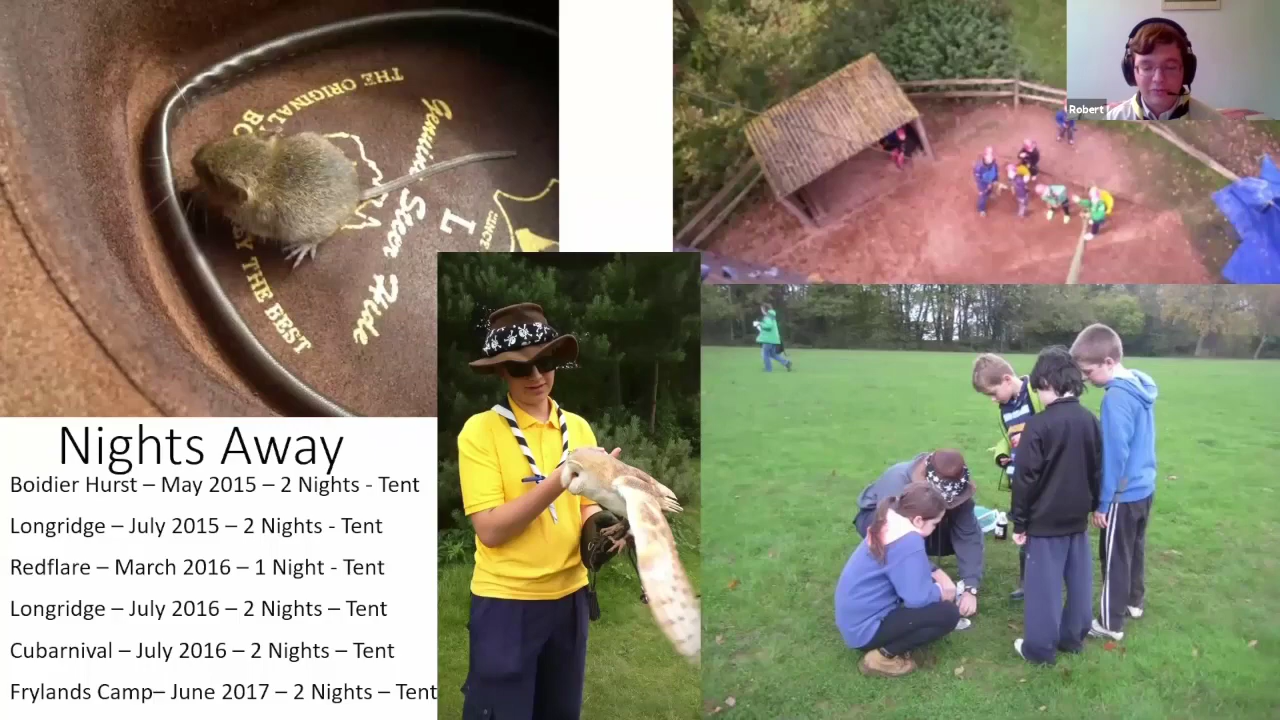 THE ORIGINAL
Genuine Steer Hide
BY THE BEST
Robert
Nights Away
Boidier Hurst – May 2015 – 2 Nights - Tent
Longridge – July 2015 – 2 Nights - Tent
Redflare – March 2016 – 1 Night - Tent
Longridge – July 2016 – 2 Nights – Tent
Cubarnival – July 2016 – 2 Nights – Tent
Frylands Camp– June 2017 – 2 Nights – Tent